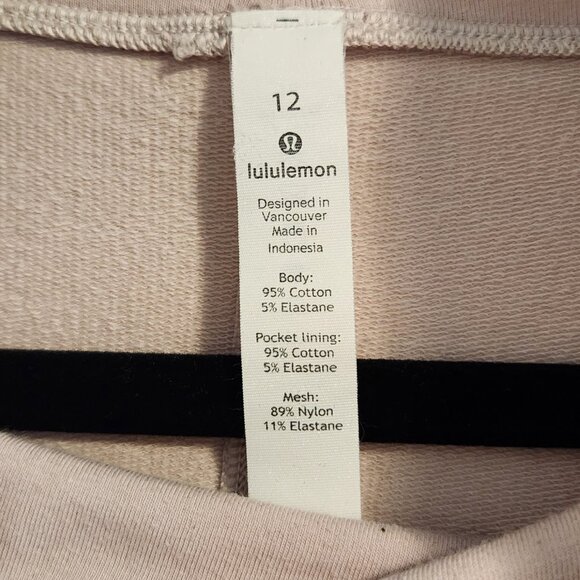 12
lululemon
Designed in
Vancouver
Made in
Indonesia
Body:
95% Cotton
5% Elastane
Pocket lining:
95% Cotton
5% Elastane
Mesh:
89% Nylon
11% Elastane